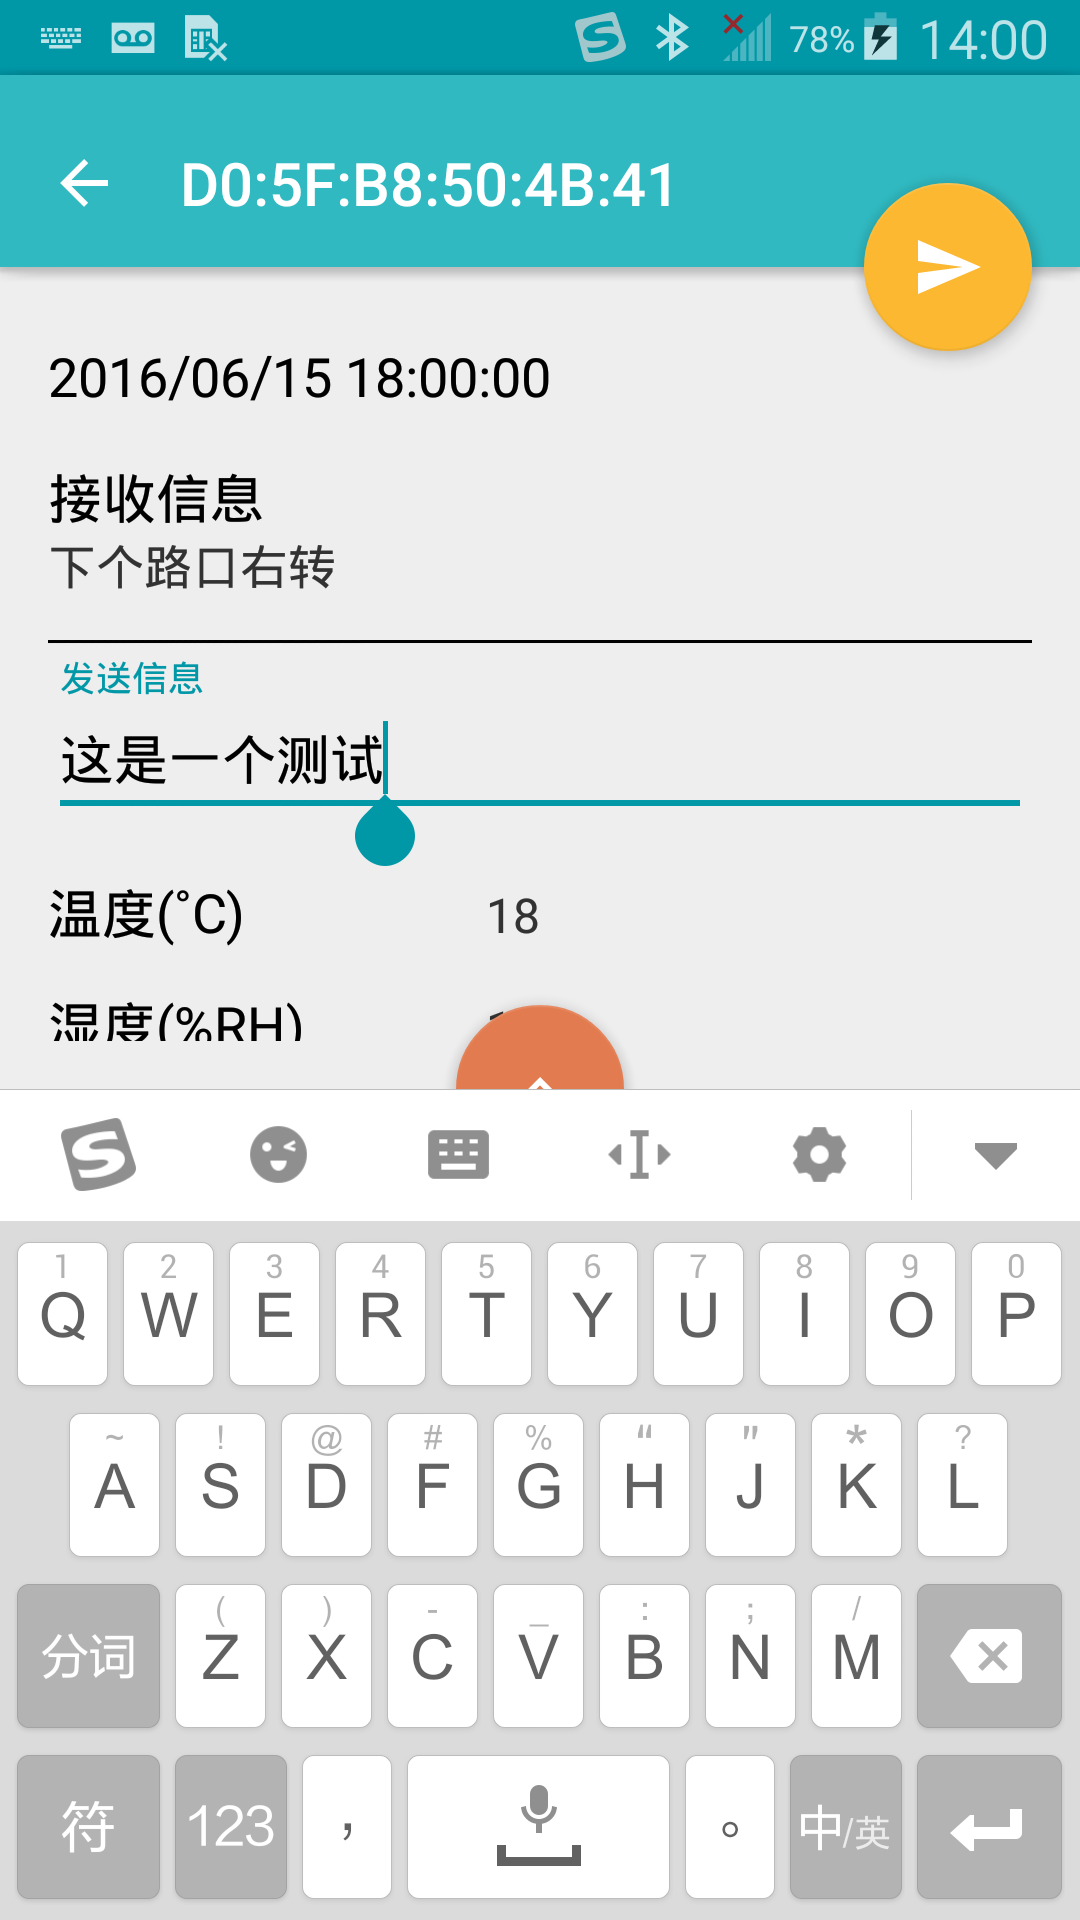 78% 14:00
D0:5F:B8:50:4B:41
2016/06/15 18:00:00
接收信息
下个路口右转
发送信息
这是一个测试
温度(°C) 18
湿度(%RH)
1 2 3 4 5 6 7 8 9 0
Q W E R T Y U I O P
~ ! @ # % “ " * ?
A S D F G H J K L
( ) - _ : ; /
分词 Z X C V B N M
符 123 , 。 中/英